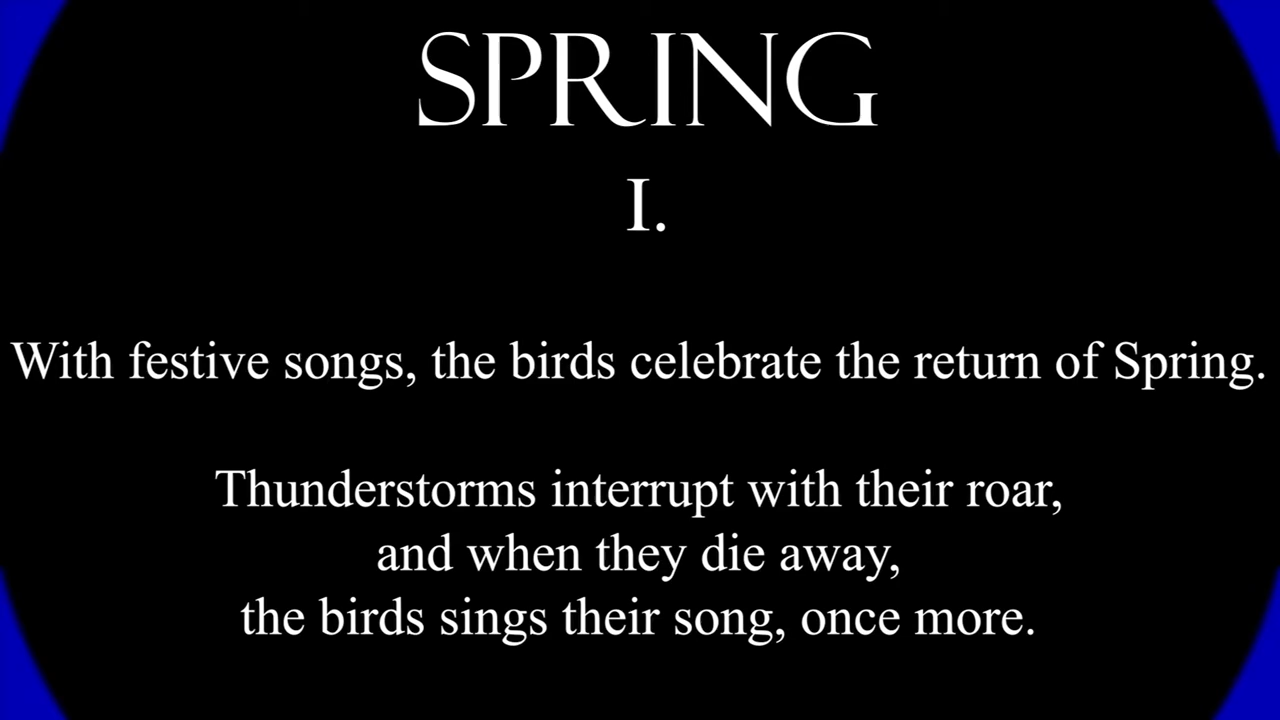 SPRING
I.
With festive songs, the birds celebrate the return of Spring.
Thunderstorms interrupt with their roar,
and when they die away,
the birds sings their song, once more.